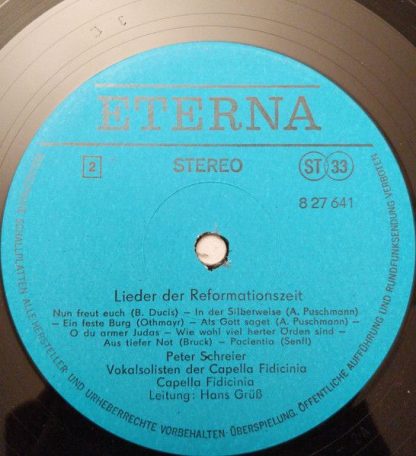 ETERNA
2 STEREO ST 33
8 27 641
Lieder der Reformationszeit
Nun freut euch (B. Ducis) – In der Silberweise (A. Puschmann)
– Ein feste Burg (Othmayr) – Als Gott saget (A. Puschmann) –
O du armer Judas – Wie wohl viel herter Orden sind –
Aus tiefer Not (Bruck) – Pacientia (Senfl)
Peter Schreier
Vokalsolisten der Capella Fidicinia
Capella Fidicinia
Leitung: Hans Grüß
SCHALLPLATTEN ALLE HERSTELLER- UND URHEBERRECHTE VORBEHALTEN · ÜBERSPIELUNG, ÖFFENTLICHE AUFFÜHRUNG UND RUNDFUNKSENDUNG VERBOTEN